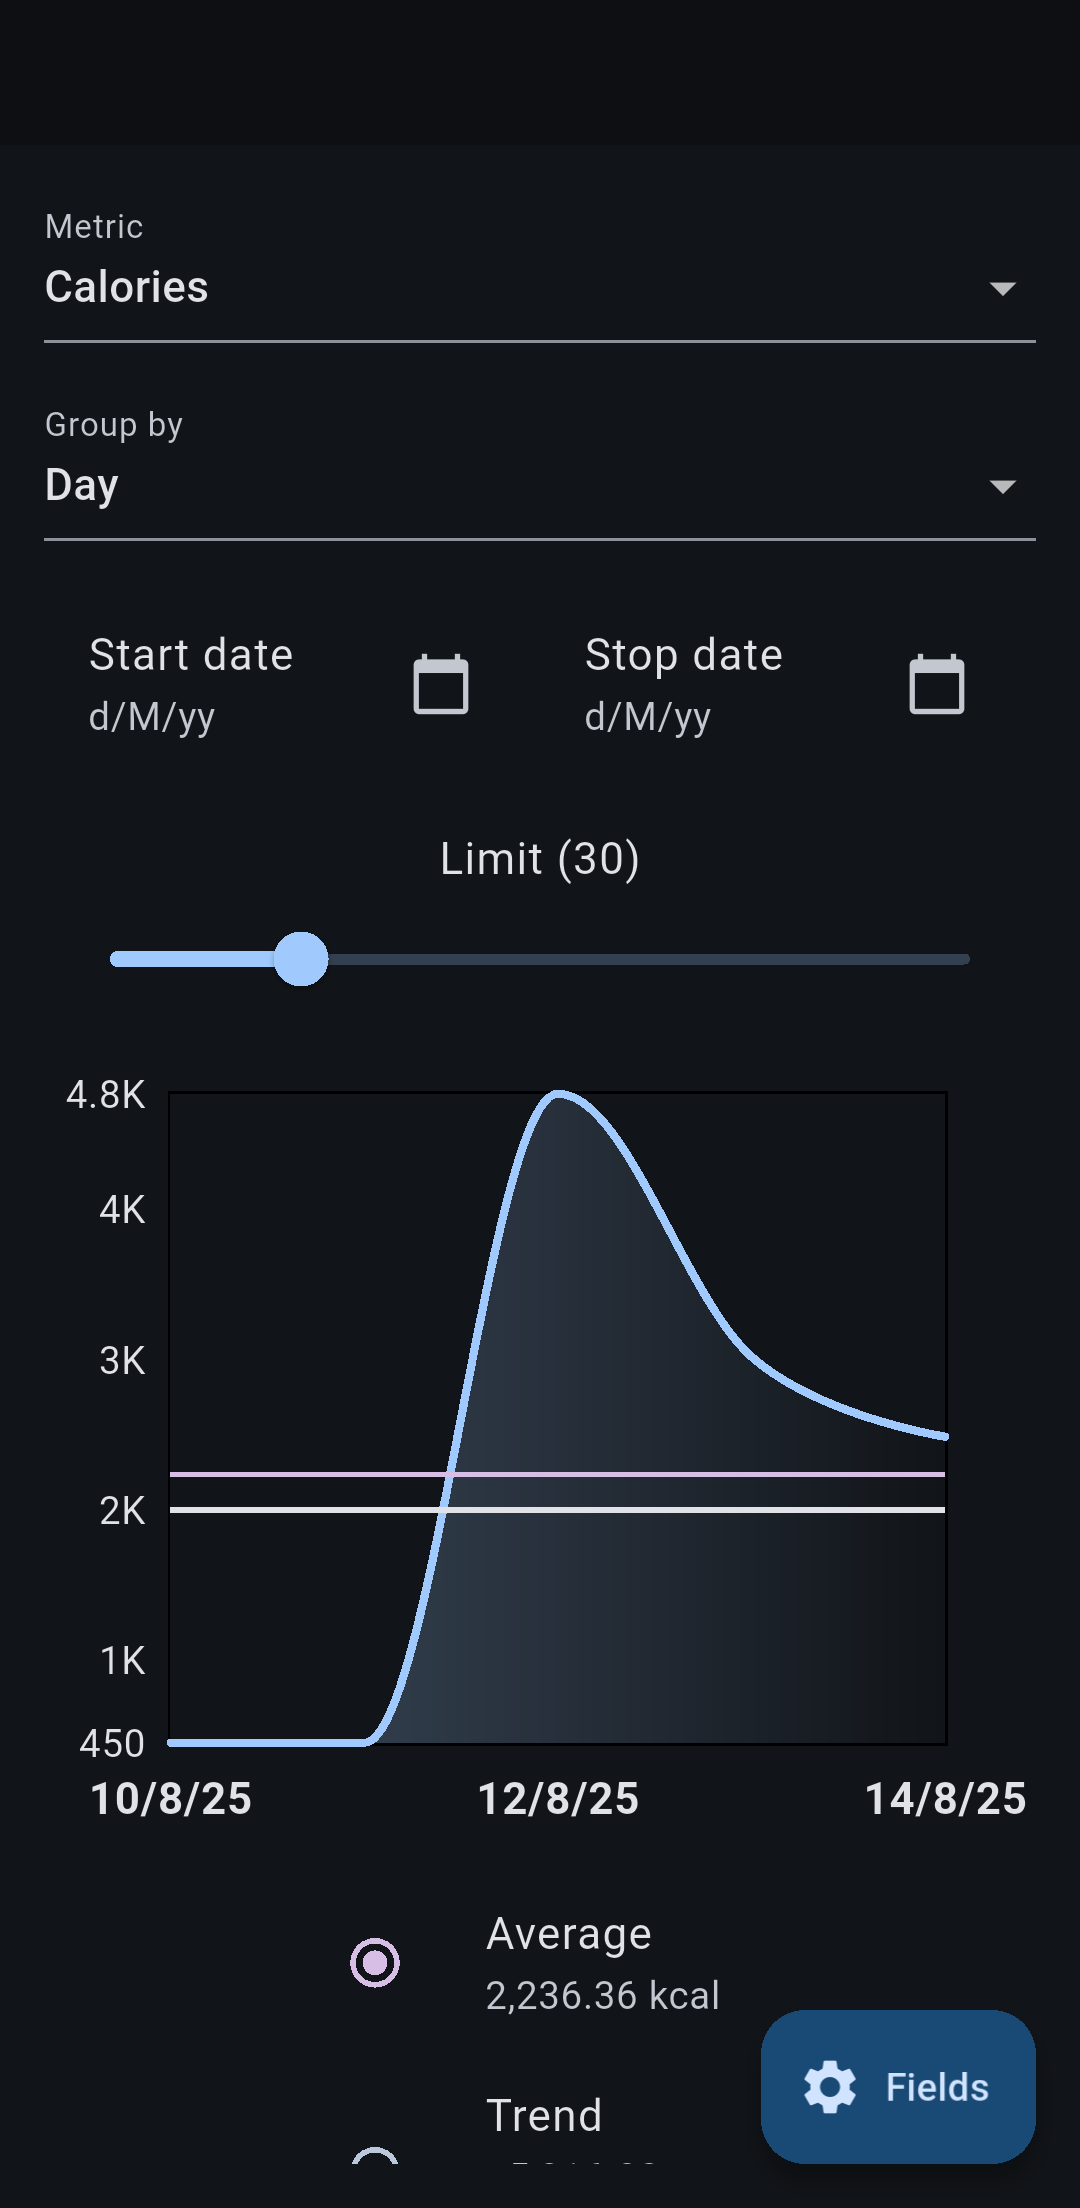 Metric
Calories
Group by
Day
Start date
d/M/yy
Stop date
d/M/yy
Limit (30)
4.8K
4K
3K
2K
1K
450
10/8/25
12/8/25
14/8/25
Average
2,236.36 kcal
Trend
Fields